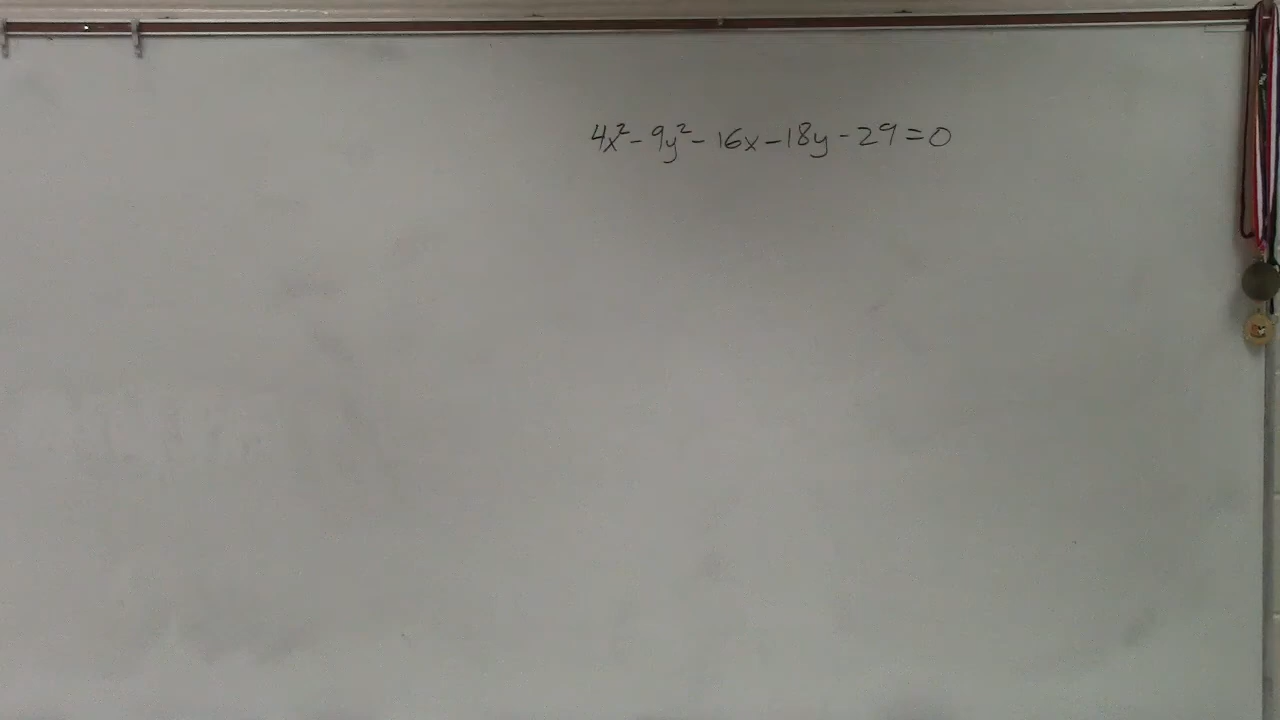 4x² - 9y² - 16x - 18y - 29 = 0